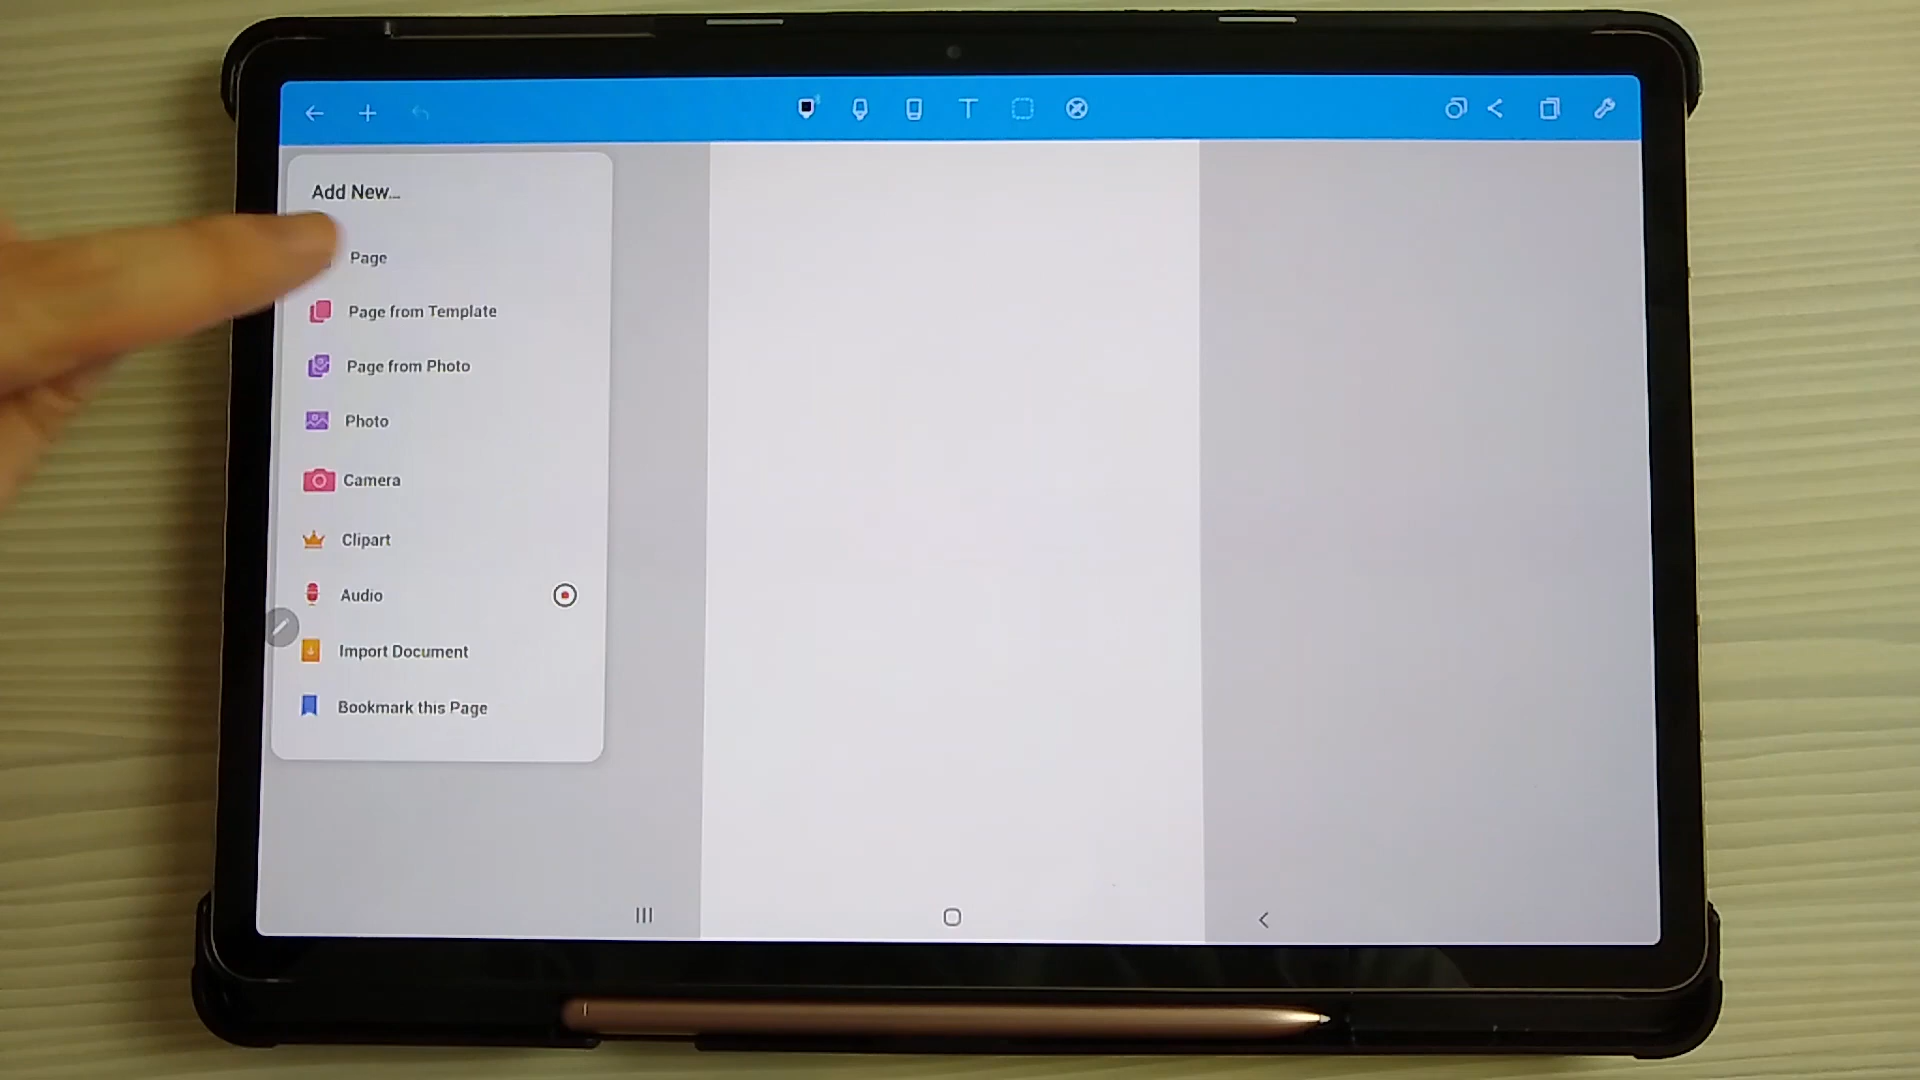 Add New...
Page
Page from Template
Page from Photo
Photo
Camera
Clipart
Audio
Import Document
Bookmark this Page